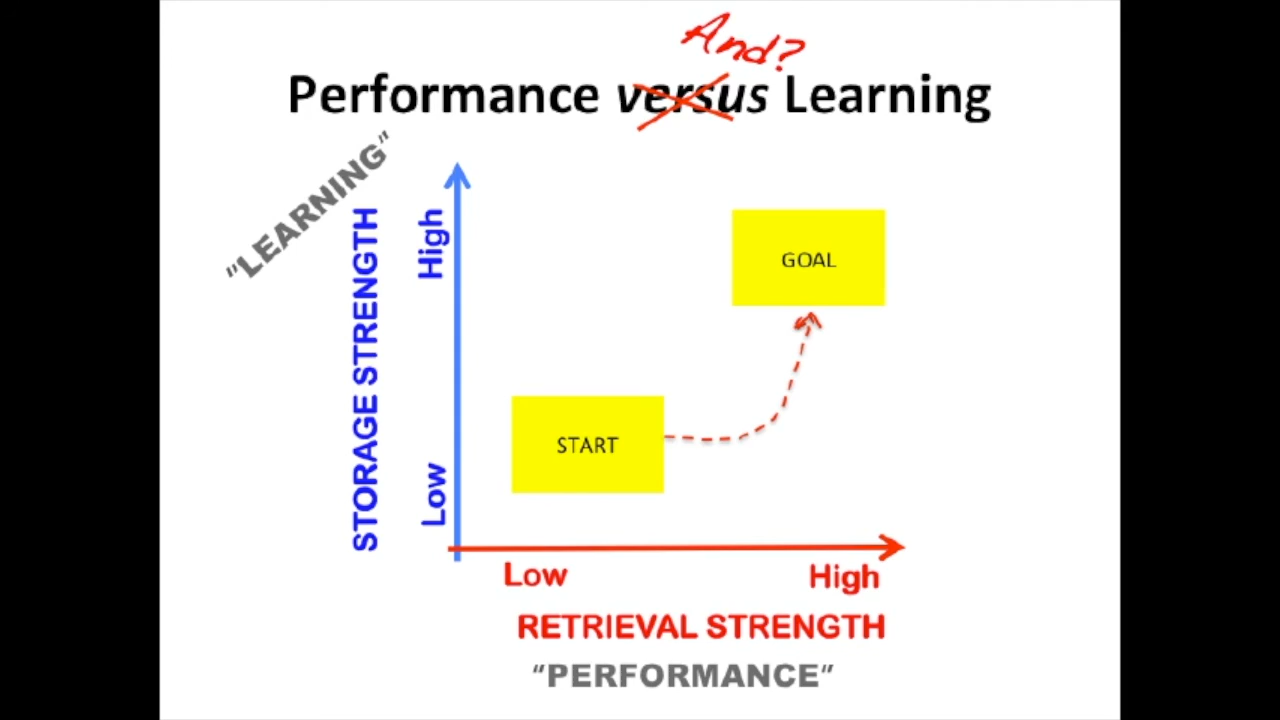 And?
Performance versus Learning
"LEARNING"
STORAGE STRENGTH
High
Low
GOAL
START
Low
High
RETRIEVAL STRENGTH
"PERFORMANCE"